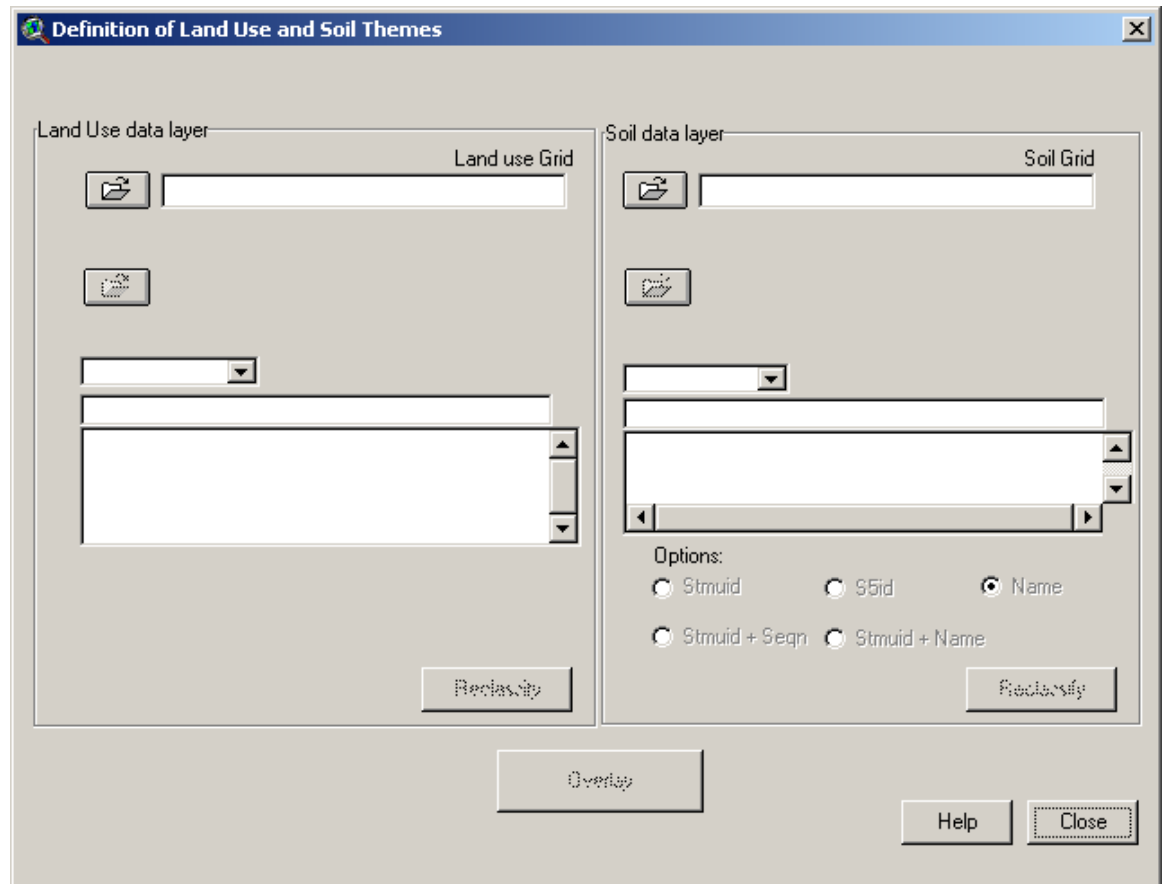 Definition of Land Use and Soil Themes
Land Use data layer
Land use Grid
Soil data layer
Soil Grid
Options:
Stmuid S5id Name
Stmuid + Seqn Stmuid + Name
Reclassify
Reclassify
Overlay
Help Close